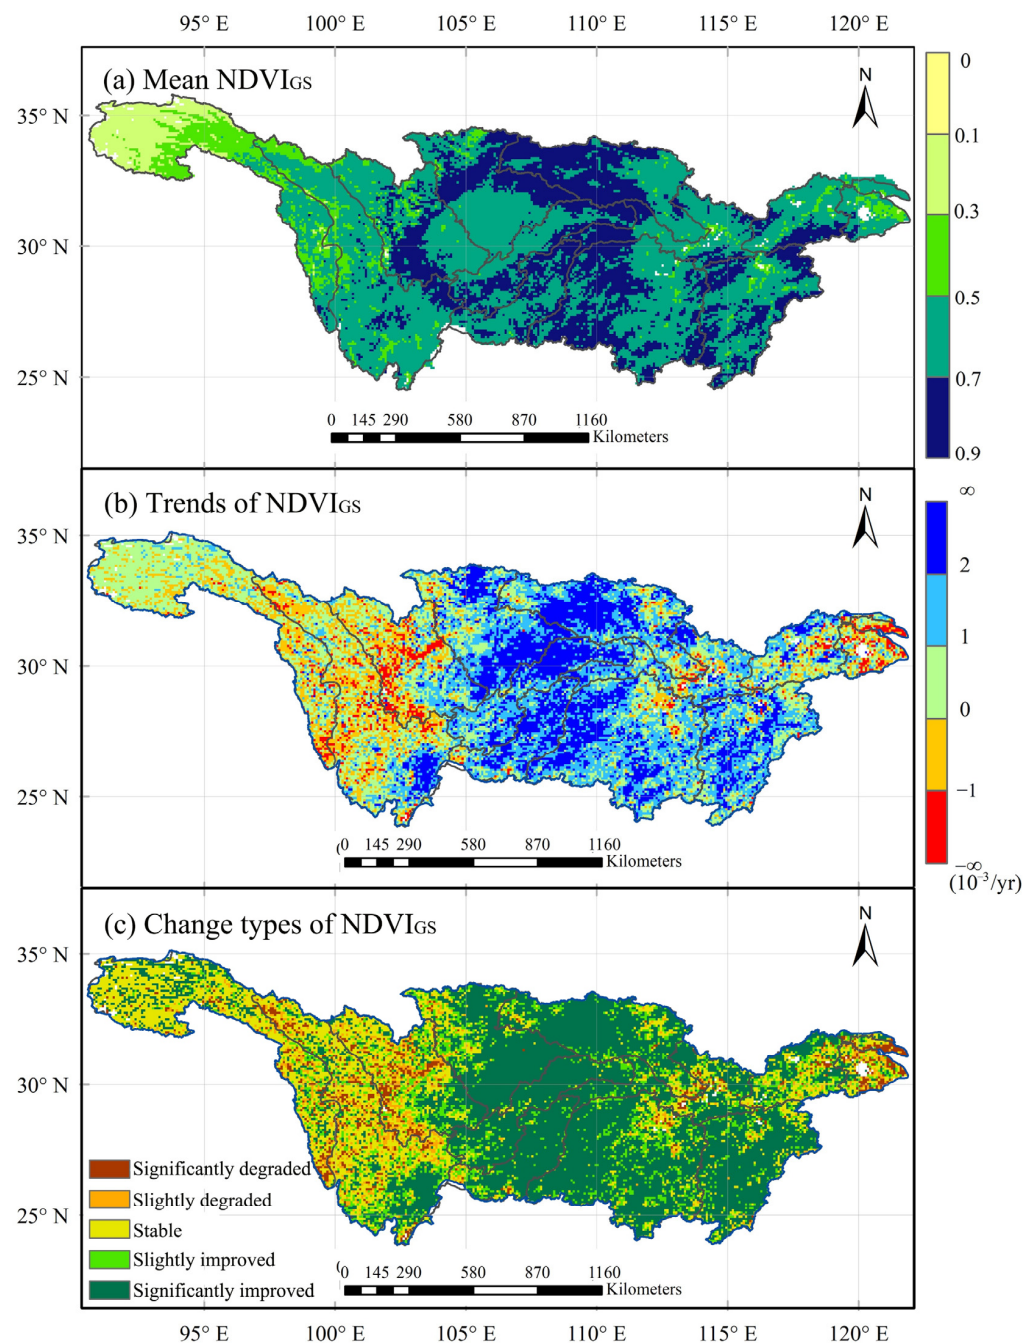 95° E 100° E 105° E 110° E 115° E 120° E
(a) Mean NDVIGS
N
35° N
30° N
25° N
0 145 290 580 870 1160
Kilometers
0
0.1
0.3
0.5
0.7
0.9
(b) Trends of NDVIGS
N
35° N
30° N
25° N
0 145 290 580 870 1160
Kilometers
∞
2
1
0
−1
−∞
(10⁻³/yr)
(c) Change types of NDVIGS
N
35° N
30° N
25° N
Significantly degraded
Slightly degraded
Stable
Slightly improved
Significantly improved
0 145 290 580 870 1160
Kilometers
95° E 100° E 105° E 110° E 115° E 120° E